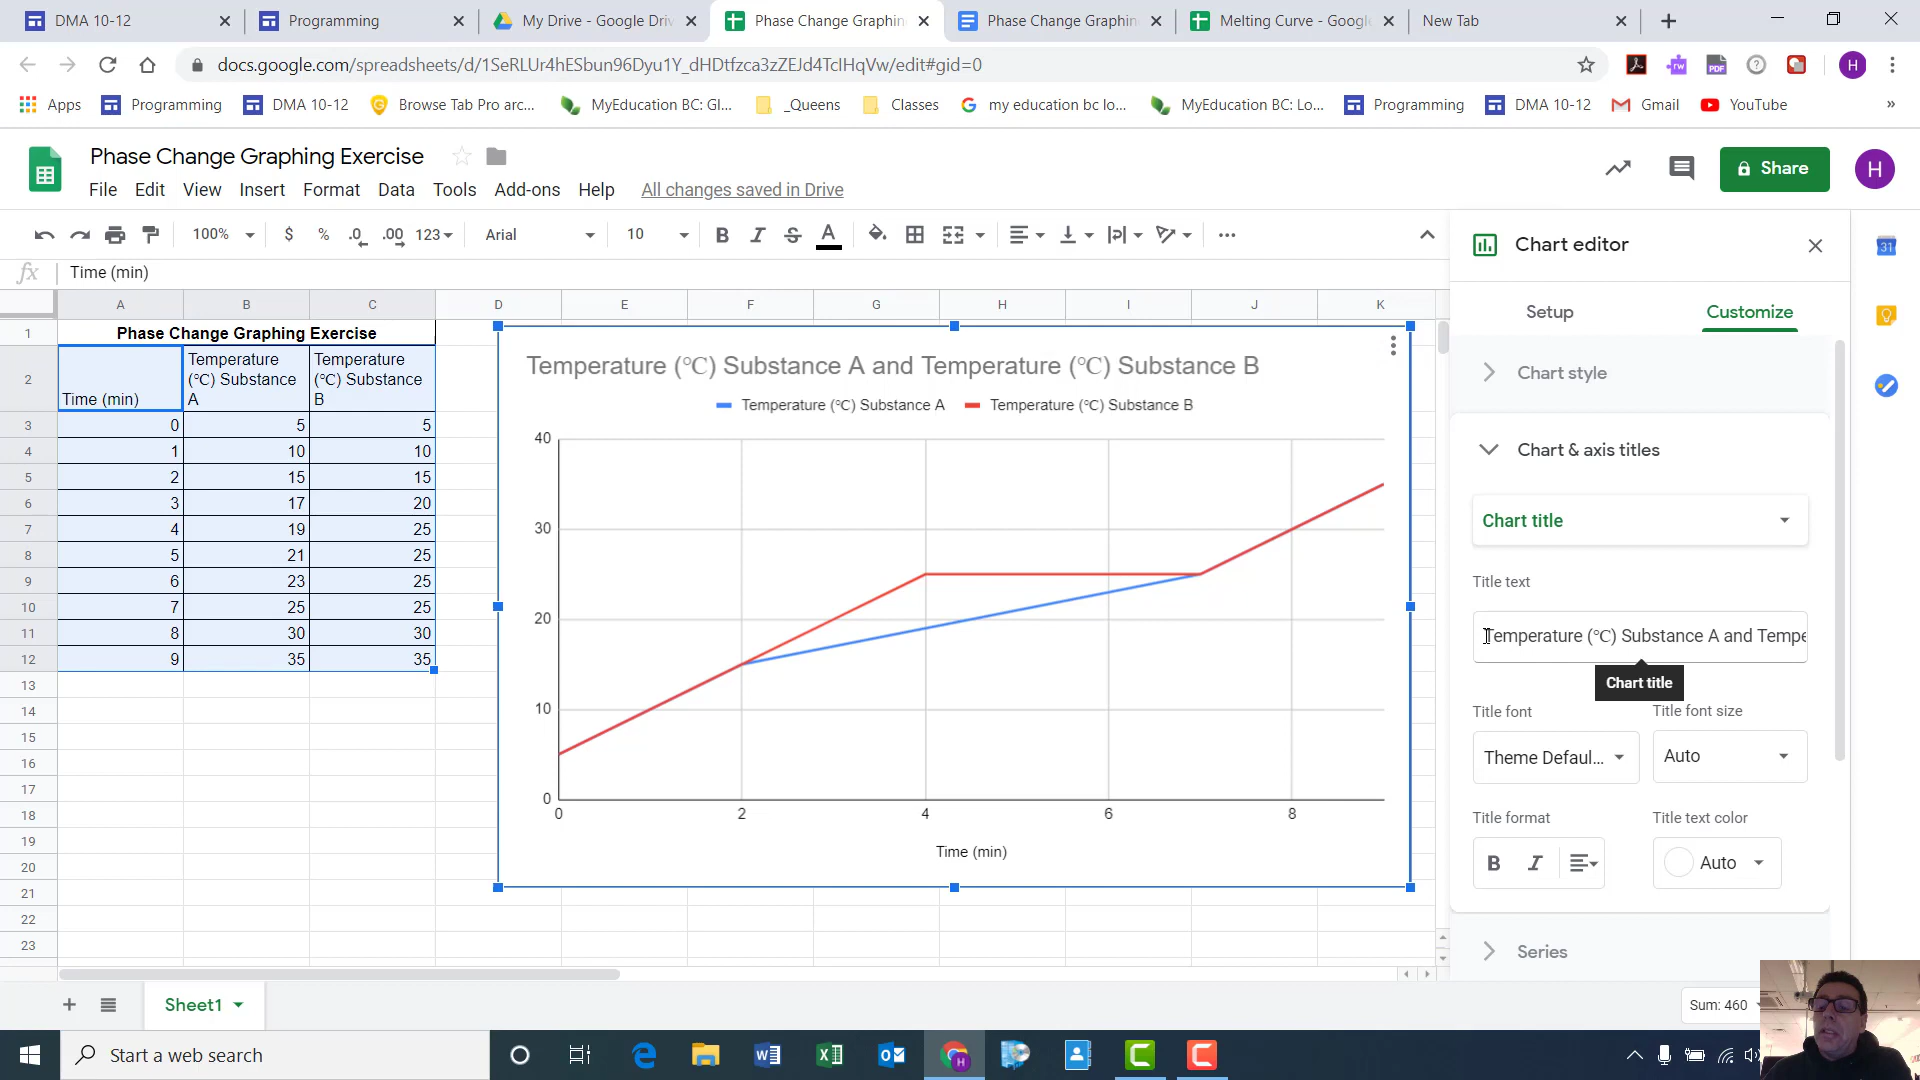 DMA 10-12
Programming
My Drive - Google Driv
Phase Change Graphin
Phase Change Graphin
Melting Curve - Googl
New Tab
docs.google.com/spreadsheets/d/1SeRLUr4hESbun96Dyu1Y_dHDtfzca3zZEJd4TcIHqVw/edit#gid=0
H
Apps
Programming
DMA 10-12
Browse Tab Pro arc...
MyEducation BC: Gl...
_Queens
Classes
my education bc lo...
MyEducation BC: Lo...
Programming
DMA 10-12
Gmail
YouTube
»
Phase Change Graphing Exercise
File Edit View Insert Format Data Tools Add-ons Help All changes saved in Drive
Share
H
100% $ % .0 .00 123 Arial 10 B I S A
fx Time (min)
A B C D E F G H I J K
1 Phase Change Graphing Exercise
2 Time (min)
Temperature (℃) Substance A
Temperature (℃) Substance B
3 0 5 5
4 1 10 10
5 2 15 15
6 3 17 20
7 4 19 25
8 5 21 25
9 6 23 25
10 7 25 25
11 8 30 30
12 9 35 35
13
14
15
16
17
18
19
20
21
22
23
Temperature (℃) Substance A and Temperature (℃) Substance B
Temperature (℃) Substance A
Temperature (℃) Substance B
40
30
20
10
0
0 2 4 6 8
Time (min)
Chart editor
Setup
Customize
Chart style
Chart & axis titles
Chart title
Title text
Temperature (℃) Substance A and Tempe
Chart title
Title font
Title font size
Theme Defaul...
Auto
Title format
Title text color
B I
Auto
Series
31
PDF
rw
Sheet1
Sum: 460
Start a web search